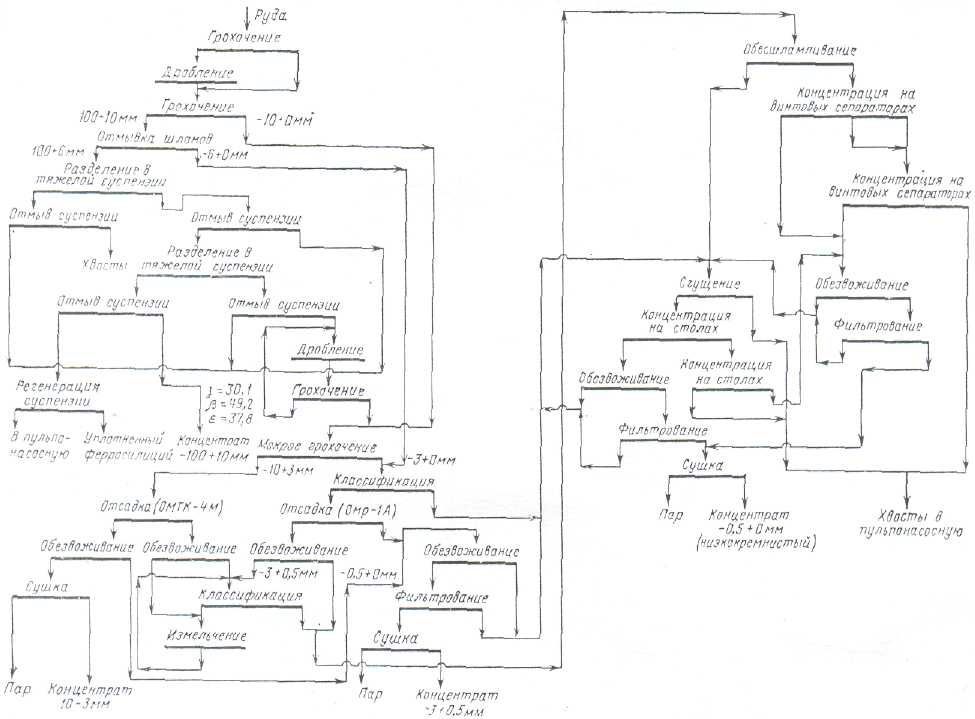 Руда
Грохочение
Дробление
Грохочение
100-10мм
-10+0мм
Отмывка шламов
100+6мм
-6+0мм
Разделение в
тяжелой суспензии
Отмыв суспензии
Отмыв суспензии
Хвосты
Разделение в
тяжелой суспензии
Отмыв суспензии
Отмыв суспензии
Дробление
Грохочение
Регенерация
суспензии
γ = 30,1
β = 49,2
ε = 37,8
В пульпо-
насосную
Уплотненный
ферросилиций
Концентрат
-100+10мм
Мокрое грохочение
-10+3мм
-3+0мм
Классификация
Отсадка (ОМТК-4М)
Отсадка (ОМР-1А)
Обезвоживание
Обезвоживание
Обезвоживание
Обезвоживание
-3+0,5мм
-0,5+0мм
Сушка
Классификация
Фильтрование
Измельчение
Сушка
Пар
Концентрат
10-3мм
Пар
Концентрат
-3+0,5мм
Обесшламливание
Концентрация на
винтовых сепараторах
Концентрация на
винтовых сепараторах
Сгущение
Обезвоживание
Концентрация
на столах
Фильтрование
Обезвоживание
Концентрация
на столах
Фильтрование
Сушка
Пар
Концентрат
-0,5+0мм
(низкокремнистый)
Хвосты в
пульпонасосную